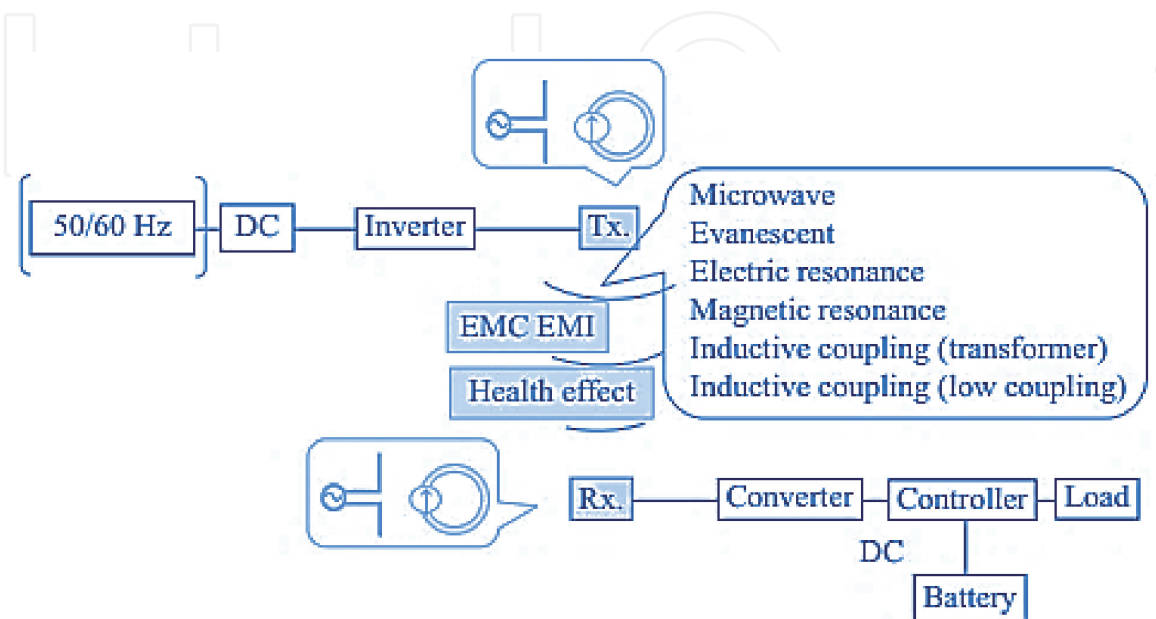 50/60 Hz
DC
Inverter
Tx.
Microwave
Evanescent
Electric resonance
Magnetic resonance
Inductive coupling (transformer)
Inductive coupling (low coupling)
EMC EMI
Health effect
Rx.
Converter
Controller
Load
DC
Battery